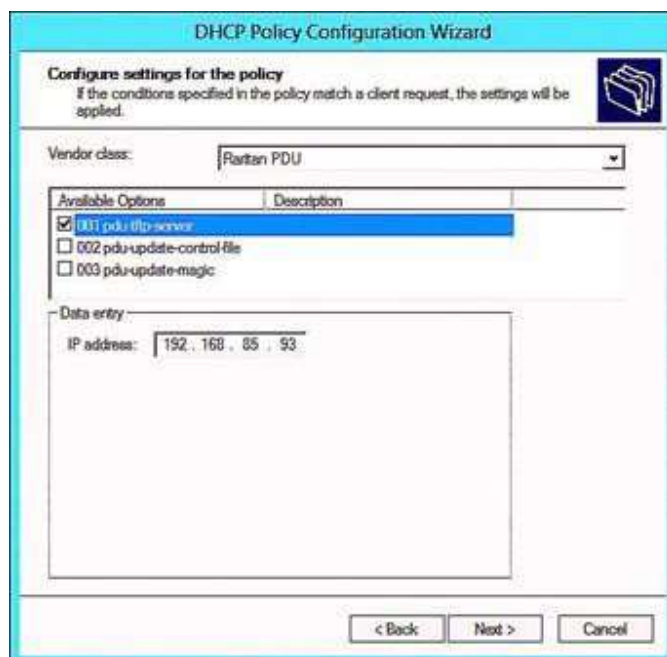 DHCP Policy Configuration Wizard
Configure settings for the policy
If the conditions specified in the policy match a client request, the settings will be
applied.
Vendor class:
Raritan PDU
Available Options
Description
001 pdu-tftp-server
002 pdu-update-control-file
003 pdu-update-magic
Data entry
IP address:
192 . 168 . 85 . 93
< Back
Next >
Cancel